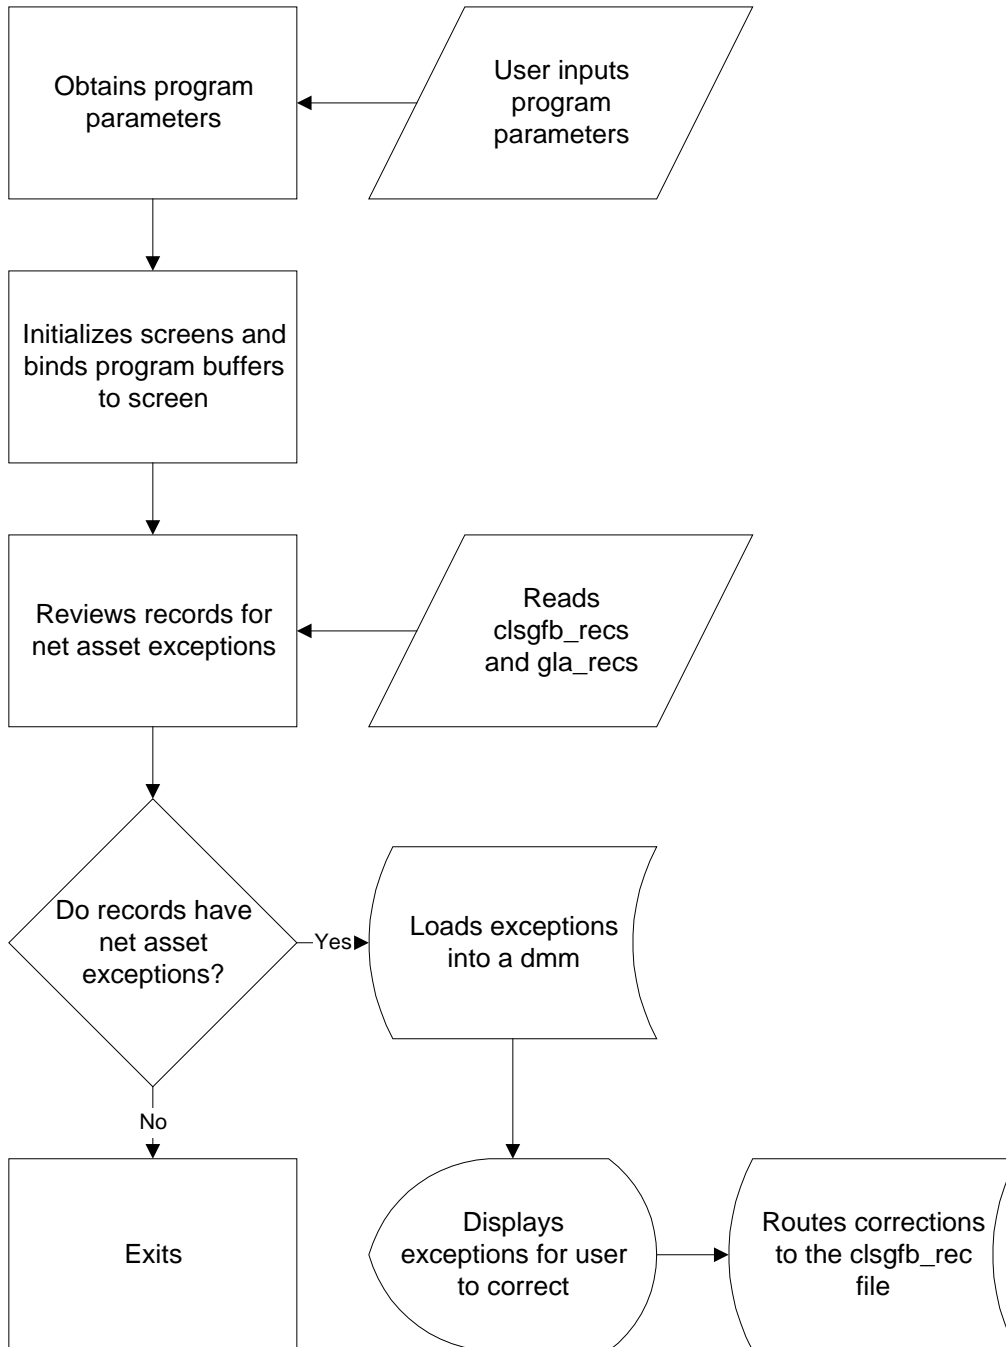 Obtains program
parameters
User inputs
program
parameters
Initializes screens and
binds program buffers
to screen
Reviews records for
net asset exceptions
Reads
clsgfb_recs
and gla_recs
Do records have
net asset
exceptions?
Yes
Loads exceptions
into a dmm
No
Exits
Displays
exceptions for user
to correct
Routes corrections
to the clsgfb_rec
file